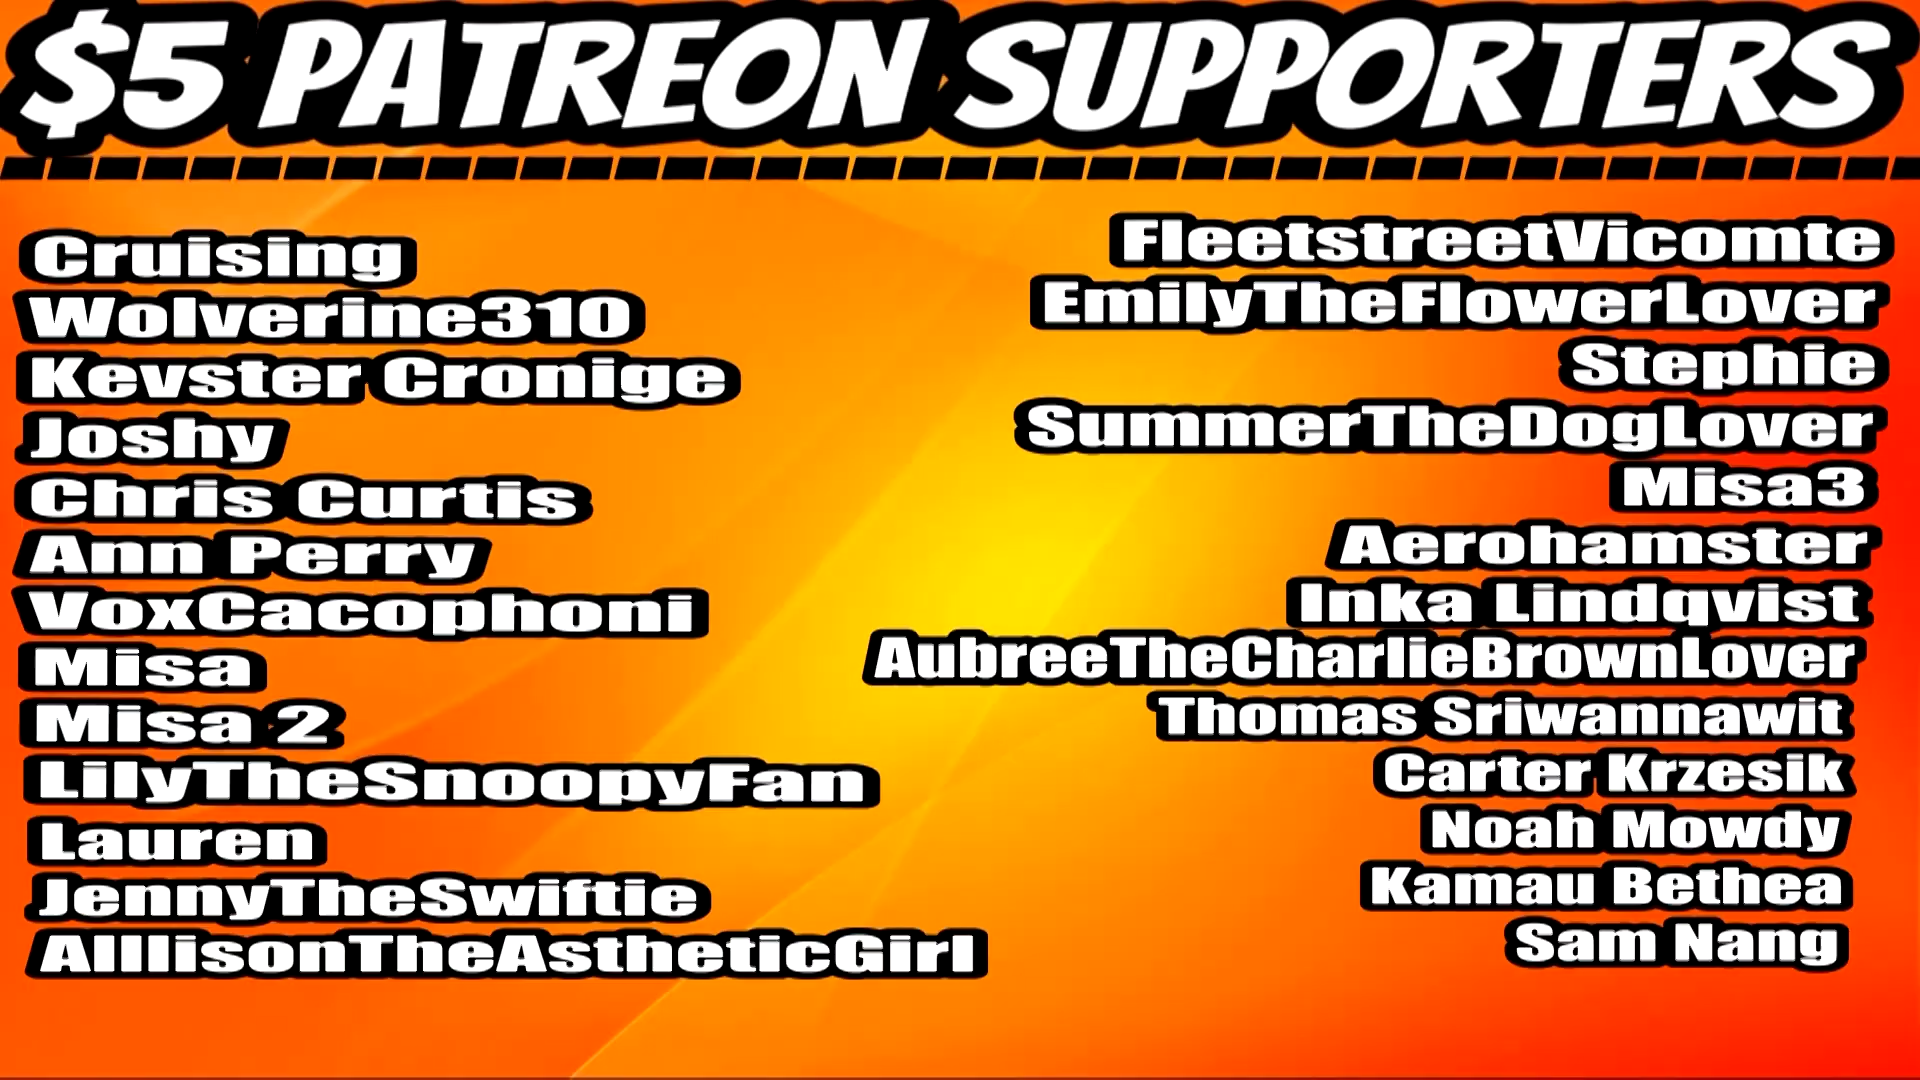 $5 PATREON SUPPORTERS
Cruising
Wolverine310
Kevster Cronige
Joshy
Chris Curtis
Ann Perry
VoxCacophoni
Misa
Misa 2
LilyTheSnoopyFan
Lauren
JennyTheSwiftie
AlllisonTheAstheticGirl
FleetstreetVicomte
EmilyTheFlowerLover
Stephie
SummerTheDogLover
Misa3
Aerohamster
Inka Lindqvist
AubreeTheCharlieBrownLover
Thomas Sriwannawit
Carter Krzesik
Noah Mowdy
Kamau Bethea
Sam Nang